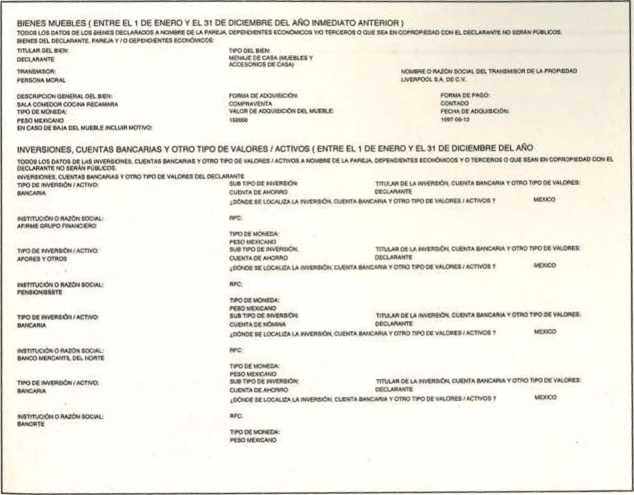 BIENES MUEBLES ( ENTRE EL 1 DE ENERO Y EL 31 DE DICIEMBRE DEL AÑO INMEDIATO ANTERIOR )
TODOS LOS DATOS DE LOS BIENES DECLARADOS A NOMBRE DE LA PAREJA, DEPENDIENTES ECONÓMICOS Y/O TERCEROS O QUE SEA EN COPROPIEDAD CON EL DECLARANTE NO SERÁN PÚBLICOS.
BIENES DEL DECLARANTE, PAREJA Y / O DEPENDIENTES ECONÓMICOS:
TITULAR DEL BIEN: TIPO DEL BIEN:
DECLARANTE MENAJE DE CASA (MUEBLES Y
ACCESORIOS DE CASA)
TRANSMISOR: NOMBRE O RAZÓN SOCIAL DEL TRANSMISOR DE LA PROPIEDAD
PERSONA MORAL LIVERPOOL S.A. DE C.V.
DESCRIPCION GENERAL DEL BIEN: FORMA DE ADQUISICIÓN: FORMA DE PAGO:
SALA COMEDOR COCINA RECAMARA COMPRAVENTA CONTADO
TIPO DE MONEDA: VALOR DE ADQUISICIÓN DEL MUEBLE: FECHA DE ADQUISICIÓN:
PESO MEXICANO
EN CASO DE BAJA DEL MUEBLE INCLUIR MOTIVO:
INVERSIONES, CUENTAS BANCARIAS Y OTRO TIPO DE VALORES / ACTIVOS ( ENTRE EL 1 DE ENERO Y EL 31 DE DICIEMBRE DEL AÑO
TODOS LOS DATOS DE LAS INVERSIONES, CUENTAS BANCARIAS Y OTRO TIPO DE VALORES / ACTIVOS A NOMBRE DE LA PAREJA, DEPENDIENTES ECONÓMICOS Y O TERCEROS O QUE SEAN EN COPROPIEDAD CON EL
DECLARANTE NO SERÁN PÚBLICOS.
INVERSIONES, CUENTAS BANCARIAS Y OTRO TIPO DE VALORES DEL DECLARANTE
TIPO DE INVERSIÓN / ACTIVO: SUB TIPO DE INVERSIÓN: TITULAR DE LA INVERSIÓN, CUENTA BANCARIA Y OTRO TIPO DE VALORES:
BANCARIA CUENTA DE AHORRO DECLARANTE
¿DÓNDE SE LOCALIZA LA INVERSIÓN, CUENTA BANCARIA Y OTRO TIPO DE VALORES / ACTIVOS ? MEXICO
INSTITUCIÓN O RAZÓN SOCIAL: RFC:
AFIRME GRUPO FINANCIERO
TIPO DE MONEDA:
PESO MEXICANO
TIPO DE INVERSIÓN / ACTIVO: SUB TIPO DE INVERSIÓN: TITULAR DE LA INVERSIÓN, CUENTA BANCARIA Y OTRO TIPO DE VALORES:
AFORES Y OTROS CUENTA DE AHORRO DECLARANTE
¿DÓNDE SE LOCALIZA LA INVERSIÓN, CUENTA BANCARIA Y OTRO TIPO DE VALORES / ACTIVOS ? MEXICO
INSTITUCIÓN O RAZÓN SOCIAL: RFC:
PENSIONISSSTE
TIPO DE MONEDA:
PESO MEXICANO
TIPO DE INVERSIÓN / ACTIVO: SUB TIPO DE INVERSIÓN: TITULAR DE LA INVERSIÓN, CUENTA BANCARIA Y OTRO TIPO DE VALORES:
BANCARIA CUENTA DE NÓMINA DECLARANTE
¿DÓNDE SE LOCALIZA LA INVERSIÓN, CUENTA BANCARIA Y OTRO TIPO DE VALORES / ACTIVOS ? MEXICO
INSTITUCIÓN O RAZÓN SOCIAL: RFC:
BANCO MERCANTIL DEL NORTE
TIPO DE MONEDA:
PESO MEXICANO
TIPO DE INVERSIÓN / ACTIVO: SUB TIPO DE INVERSIÓN: TITULAR DE LA INVERSIÓN, CUENTA BANCARIA Y OTRO TIPO DE VALORES:
BANCARIA CUENTA DE AHORRO DECLARANTE
¿DÓNDE SE LOCALIZA LA INVERSIÓN, CUENTA BANCARIA Y OTRO TIPO DE VALORES / ACTIVOS ? MEXICO
INSTITUCIÓN O RAZÓN SOCIAL: RFC:
BANORTE
TIPO DE MONEDA:
PESO MEXICANO